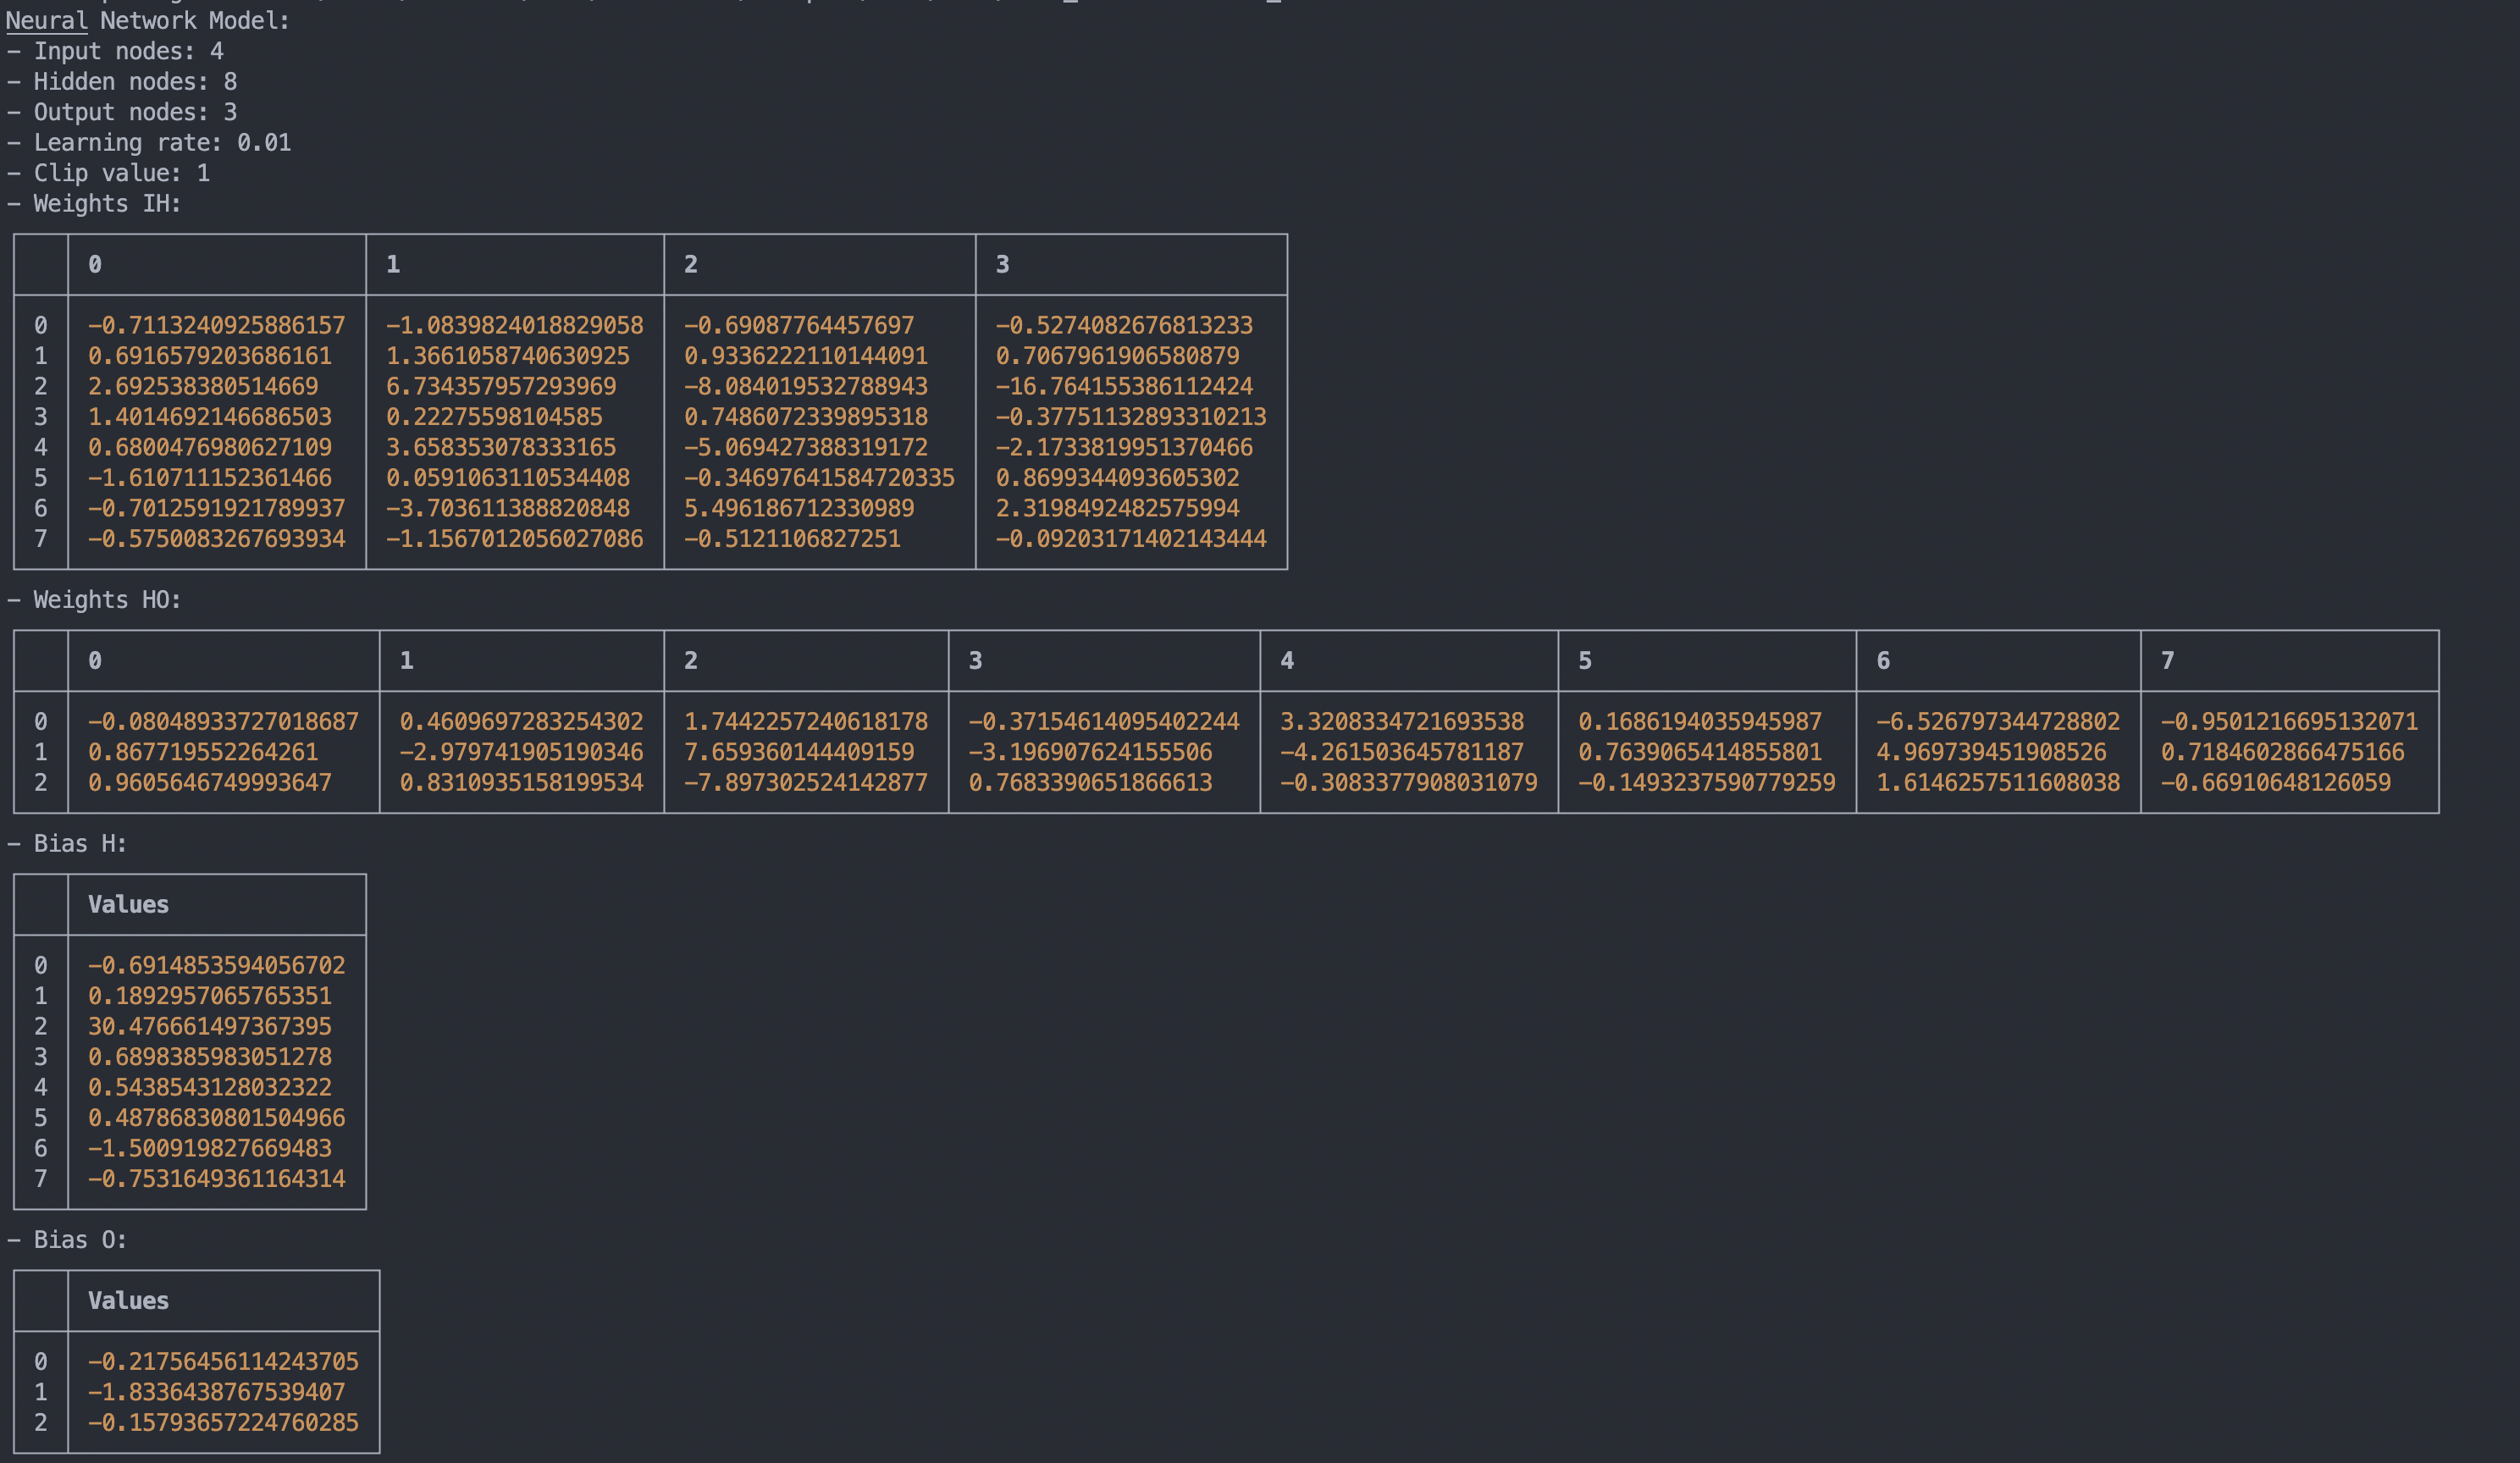 Neural Network Model:
− Input nodes: 4
− Hidden nodes: 8
− Output nodes: 3
− Learning rate: 0.01
− Clip value: 1
− Weights IH:
0 1 2 3
0 −0.7113240925886157 −1.0839824018829058 −0.69087764457697 −0.5274082676813233
1 0.6916579203686161 1.3661058740630925 0.9336222110144091 0.7067961906580879
2 2.692538380514669 6.734357957293969 −8.084019532788943 −16.764155386112424
3 1.4014692146686503 0.22275598104585 0.7486072339895318 −0.37751132893310213
4 0.6800476980627109 3.658353078333165 −5.069427388319172 −2.1733819951370466
5 −1.610711152361466 0.0591063110534408 −0.34697641584720335 0.8699344093605302
6 −0.7012591921789937 −3.703611388820848 5.496186712330989 2.3198492482575994
7 −0.5750083267693934 −1.1567012056027086 −0.5121106827251 −0.09203171402143444
− Weights HO:
0 1 2 3 4 5 6 7
0 −0.08048933727018687 0.4609697283254302 1.7442257240618178 −0.37154614095402244 3.3208334721693538 0.1686194035945987 −6.526797344728802 −0.9501216695132071
1 0.867719552264261 −2.979741905190346 7.659360144409159 −3.196907624155506 −4.261503645781187 0.7639065414855801 4.969739451908526 0.7184602866475166
2 0.9605646749993647 0.8310935158199534 −7.897302524142877 0.7683390651866613 −0.3083377908031079 −0.1493237590779259 1.6146257511608038 −0.66910648126059
− Bias H:
Values
0 −0.6914853594056702
1 0.1892957065765351
2 30.476661497367395
3 0.6898385983051278
4 0.5438543128032322
5 0.48786830801504966
6 −1.500919827669483
7 −0.7531649361164314
− Bias O:
Values
0 −0.21756456114243705
1 −1.8336438767539407
2 −0.15793657224760285